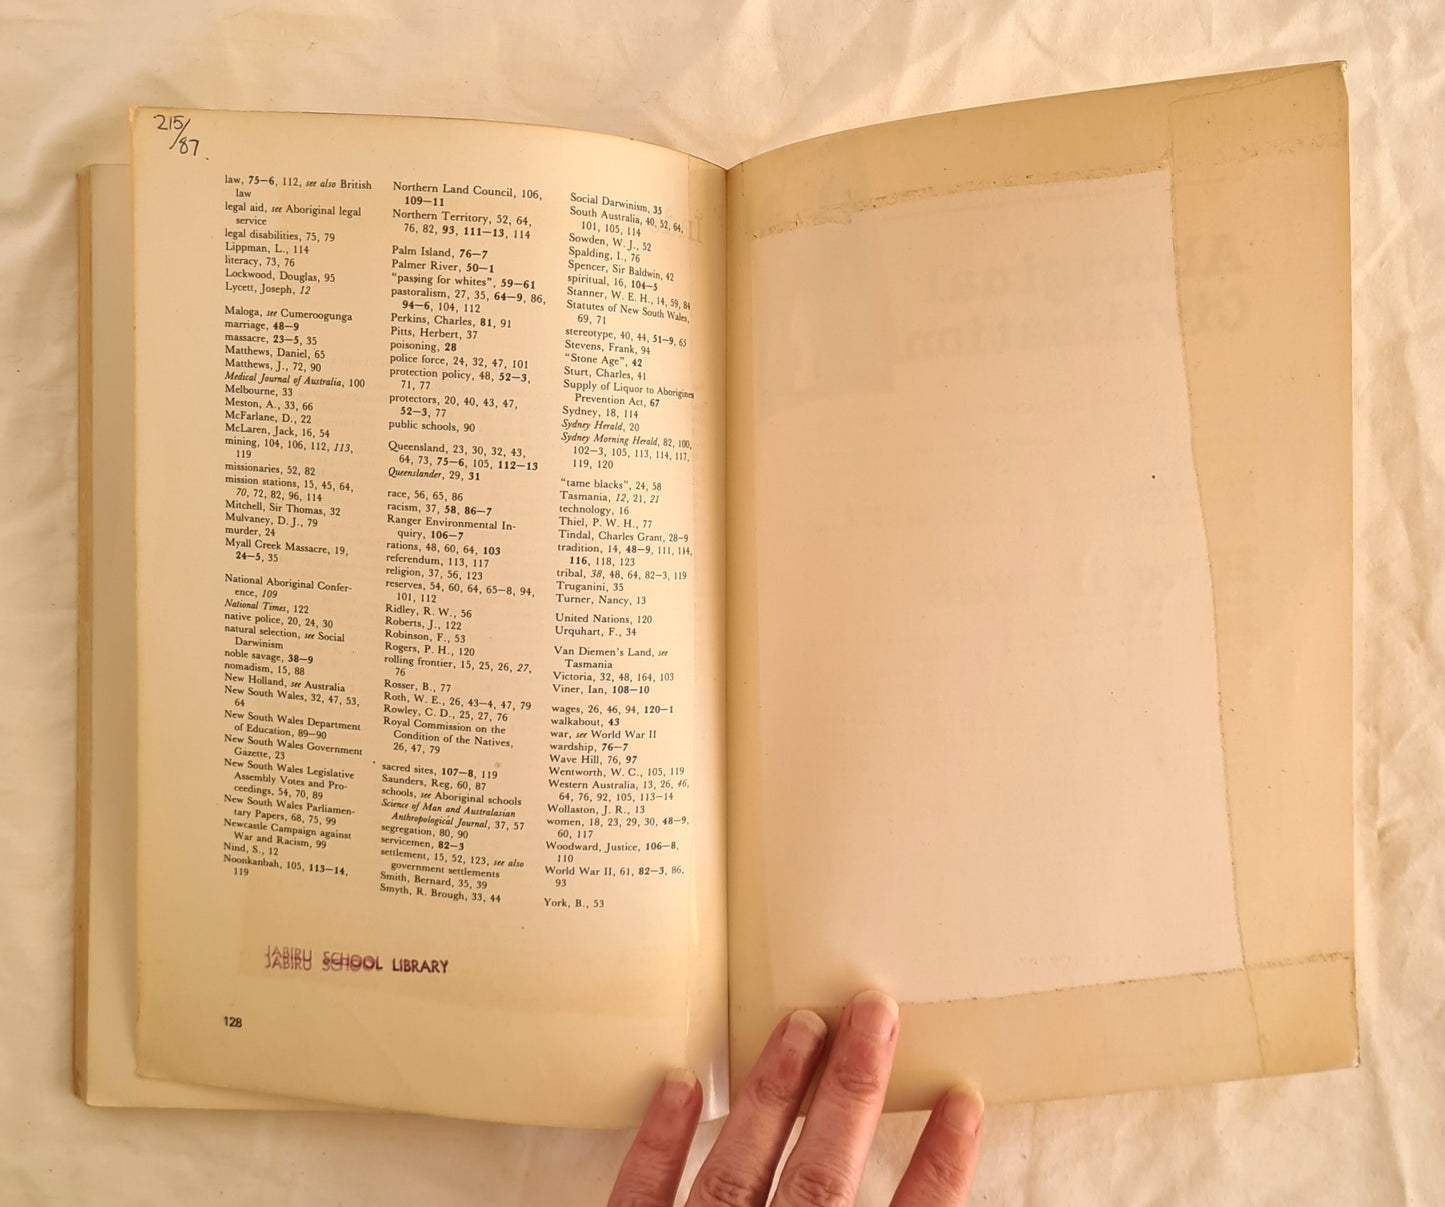 215/87.
law, 75–6, 112, see also British
law
legal aid, see Aboriginal legal
service
legal disabilities, 75, 79
Lippman, L., 114
literacy, 73, 76
Lockwood, Douglas, 95
Lycett, Joseph, 12
Maloga, see Cumeroogunga
marriage, 48–9
massacre, 23–5, 35
Matthews, Daniel, 65
Matthews, J., 72, 90
Medical Journal of Australia, 100
Melbourne, 33
Meston, A., 33, 66
McFarlane, D., 22
McLaren, Jack, 16, 54
mining, 104, 106, 112, 113,
119
missionaries, 52, 82
mission stations, 15, 45, 64,
70, 72, 82, 96, 114
Mitchell, Sir Thomas, 32
Mulvaney, D. J., 79
murder, 24
Myall Creek Massacre, 19,
24–5, 35
National Aboriginal Confer-
ence, 109
National Times, 122
native police, 20, 24, 30
natural selection, see Social
Darwinism
noble savage, 38–9
nomadism, 15, 88
New Holland, see Australia
New South Wales, 32, 47, 53,
64
New South Wales Department
of Education, 89–90
New South Wales Government
Gazette, 23
New South Wales Legislative
Assembly Votes and Pro-
ceedings, 54, 70, 89
New South Wales Parliamen-
tary Papers, 68, 75, 99
Newcastle Campaign against
War and Racism, 99
Nind, S., 12
Noonkanbah, 105, 113–14,
119
Northern Land Council, 106,
109–11
Northern Territory, 52, 64,
76, 82, 93, 111–13, 114
Palm Island, 76–7
Palmer River, 50–1
"passing for whites", 59–61
pastoralism, 27, 35, 64–9, 86,
94–6, 104, 112
Perkins, Charles, 81, 91
Pitts, Herbert, 37
poisoning, 28
police force, 24, 32, 47, 101
protection policy, 48, 52–3,
71, 77
protectors, 20, 40, 43, 47,
52–3, 77
public schools, 90
Queensland, 23, 30, 32, 43,
64, 73, 75–6, 105, 112–13
Queenslander, 29, 31
race, 56, 65, 86
racism, 37, 58, 86–7
Ranger Environmental In-
quiry, 106–7
rations, 48, 60, 64, 103
referendum, 113, 117
religion, 37, 56, 123
reserves, 54, 60, 64, 65–8, 94,
101, 112
Ridley, R. W., 56
Roberts, J., 122
Robinson, F., 53
Rogers, P. H., 120
rolling frontier, 15, 25, 26, 27,
76
Rosser, B., 77
Roth, W. E., 26, 43–4, 47, 79
Rowley, C. D., 25, 27, 76
Royal Commission on the
Condition of the Natives,
26, 47, 79
sacred sites, 107–8, 119
Saunders, Reg, 60, 87
schools, see Aboriginal schools
Science of Man and Australasian
Anthropological Journal, 37, 57
segregation, 80, 90
servicemen, 82–3
settlement, 15, 52, 123, see also
government settlements
Smith, Bernard, 35, 39
Smyth, R. Brough, 33, 44
Social Darwinism, 35
South Australia, 40, 52, 64,
101, 105, 114
Sowden, W. J., 52
Spalding, I., 76
Spencer, Sir Baldwin, 42
spiritual, 16, 104–5
Stanner, W. E. H., 14, 59, 84
Statutes of New South Wales,
69, 71
stereotype, 40, 44, 51–9, 65
Stevens, Frank, 94
"Stone Age", 42
Sturt, Charles, 41
Supply of Liquor to Aborigines
Prevention Act, 67
Sydney, 18, 114
Sydney Herald, 20
Sydney Morning Herald, 82, 100,
102–3, 105, 113, 114, 117,
119, 120
"tame blacks", 24, 58
Tasmania, 12, 21, 21
technology, 16
Thiel, P. W. H., 77
Tindal, Charles Grant, 28–9
tradition, 14, 48–9, 111, 114,
116, 118, 123
tribal, 38, 48, 64, 82–3, 119
Truganini, 35
Turner, Nancy, 13
United Nations, 120
Urquhart, F., 34
Van Diemen's Land, see
Tasmania
Victoria, 32, 48, 164, 103
Viner, Ian, 108–10
wages, 26, 46, 94, 120–1
walkabout, 43
war, see World War II
wardship, 76–7
Wave Hill, 76, 97
Wentworth, W. C., 105, 119
Western Australia, 13, 26, 46,
64, 76, 92, 105, 113–14
Wollaston, J. R., 13
women, 18, 23, 29, 30, 48–9,
60, 117
Woodward, Justice, 106–8,
110
World War II, 61, 82–3, 86,
93
York, B., 53
JABIRU SCHOOL LIBRARY
128